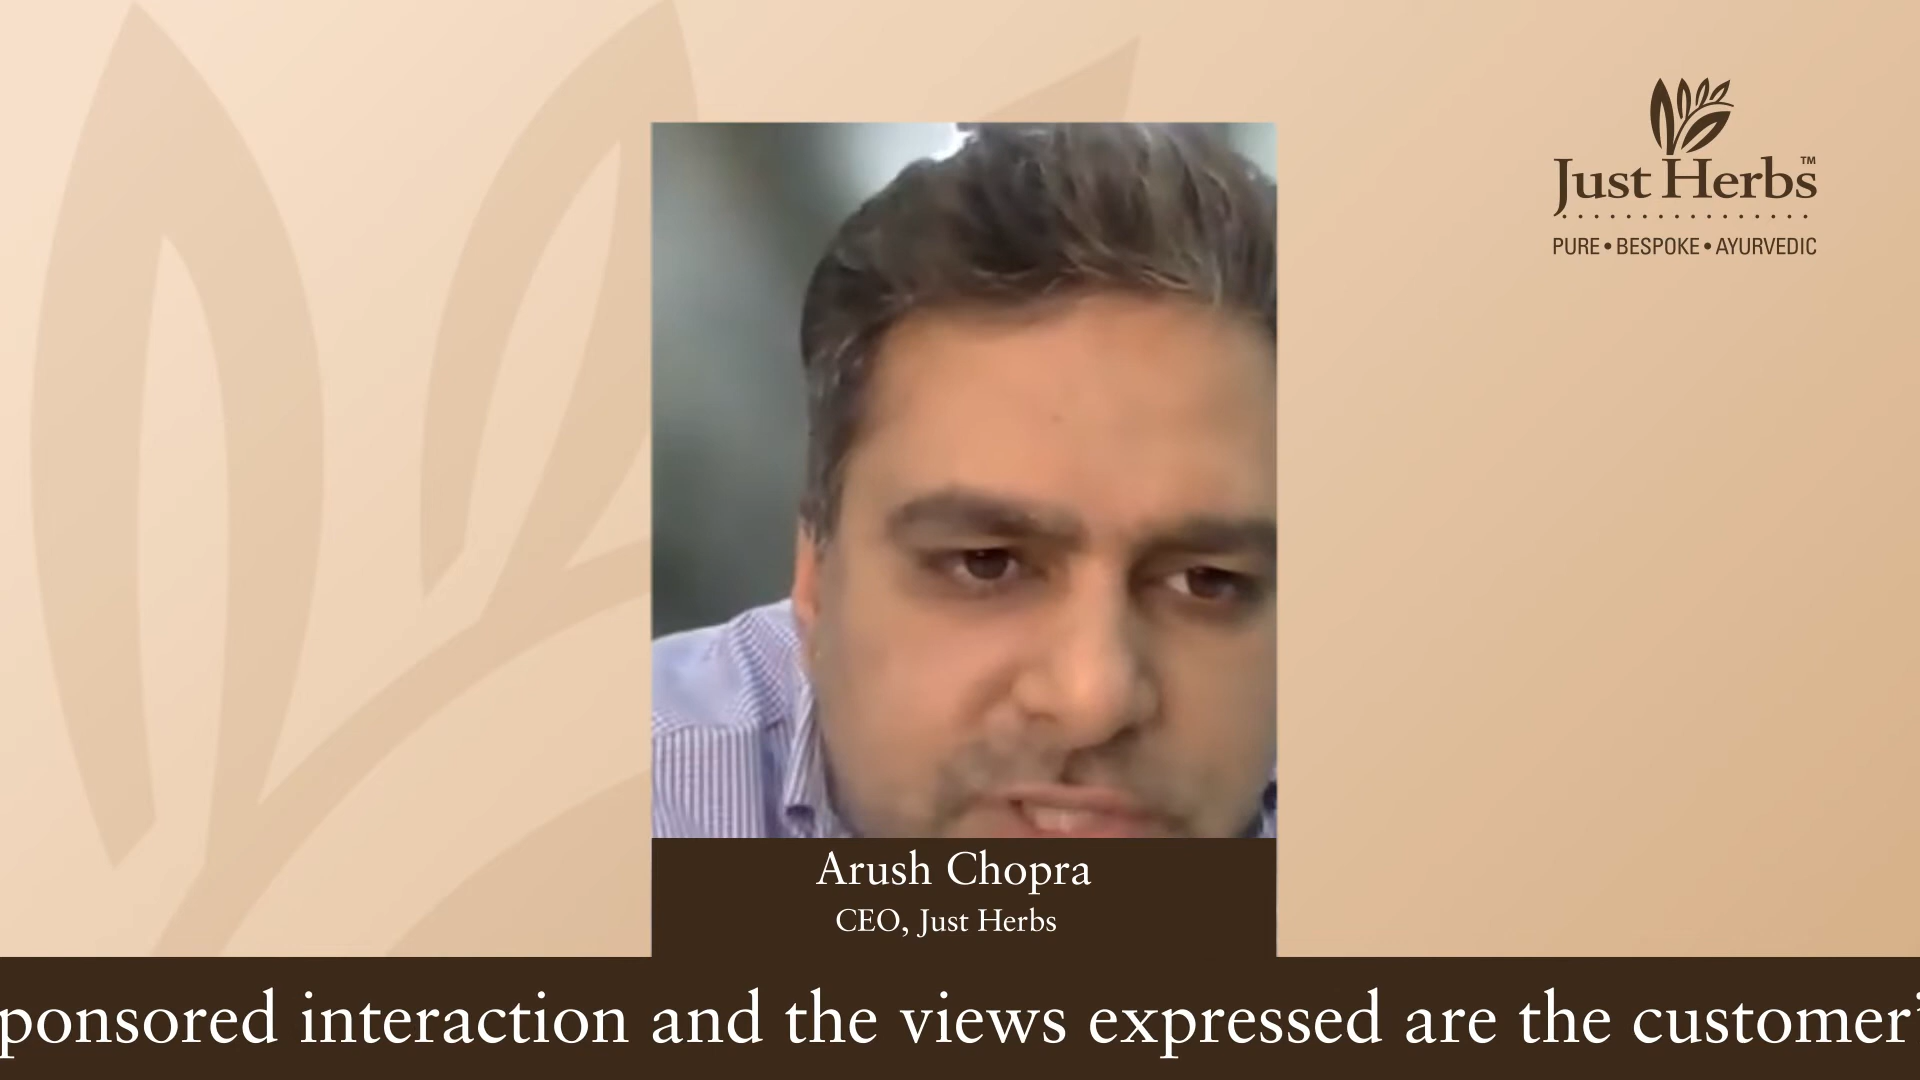 Just Herbs™
PURE • BESPOKE • AYURVEDIC
Arush Chopra
CEO, Just Herbs
ponsored interaction and the views expressed are the customer'